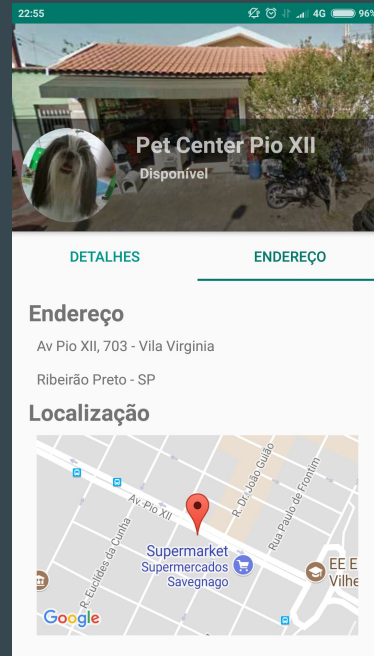 22:55
4G
96%
Pet Center Pio XII
Disponível
DETALHES
ENDEREÇO
Endereço
Av Pio XII, 703 - Vila Virginia
Ribeirão Preto - SP
Localização
R. Dr. João Guião
Rua Paulo de Frontim
Av. Pio XII
R. Euclides da Cunha
Supermarket
Supermercados
Savegnago
EE E
Vilhe
Google